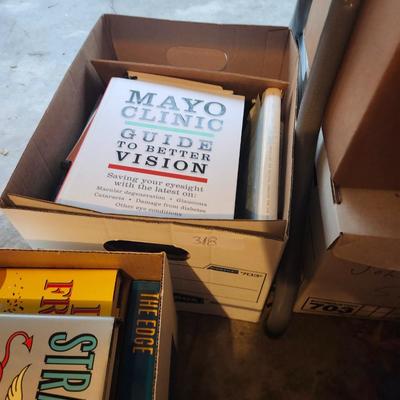 MAYO
CLINIC
GUIDE
TO BETTER
VISION
Saving your eyesight
with the latest on:
Macular degeneration • Glaucoma
Cataracts • Damage from diabetes
Other eye conditions
318
703
703
THE EDGE
STRA